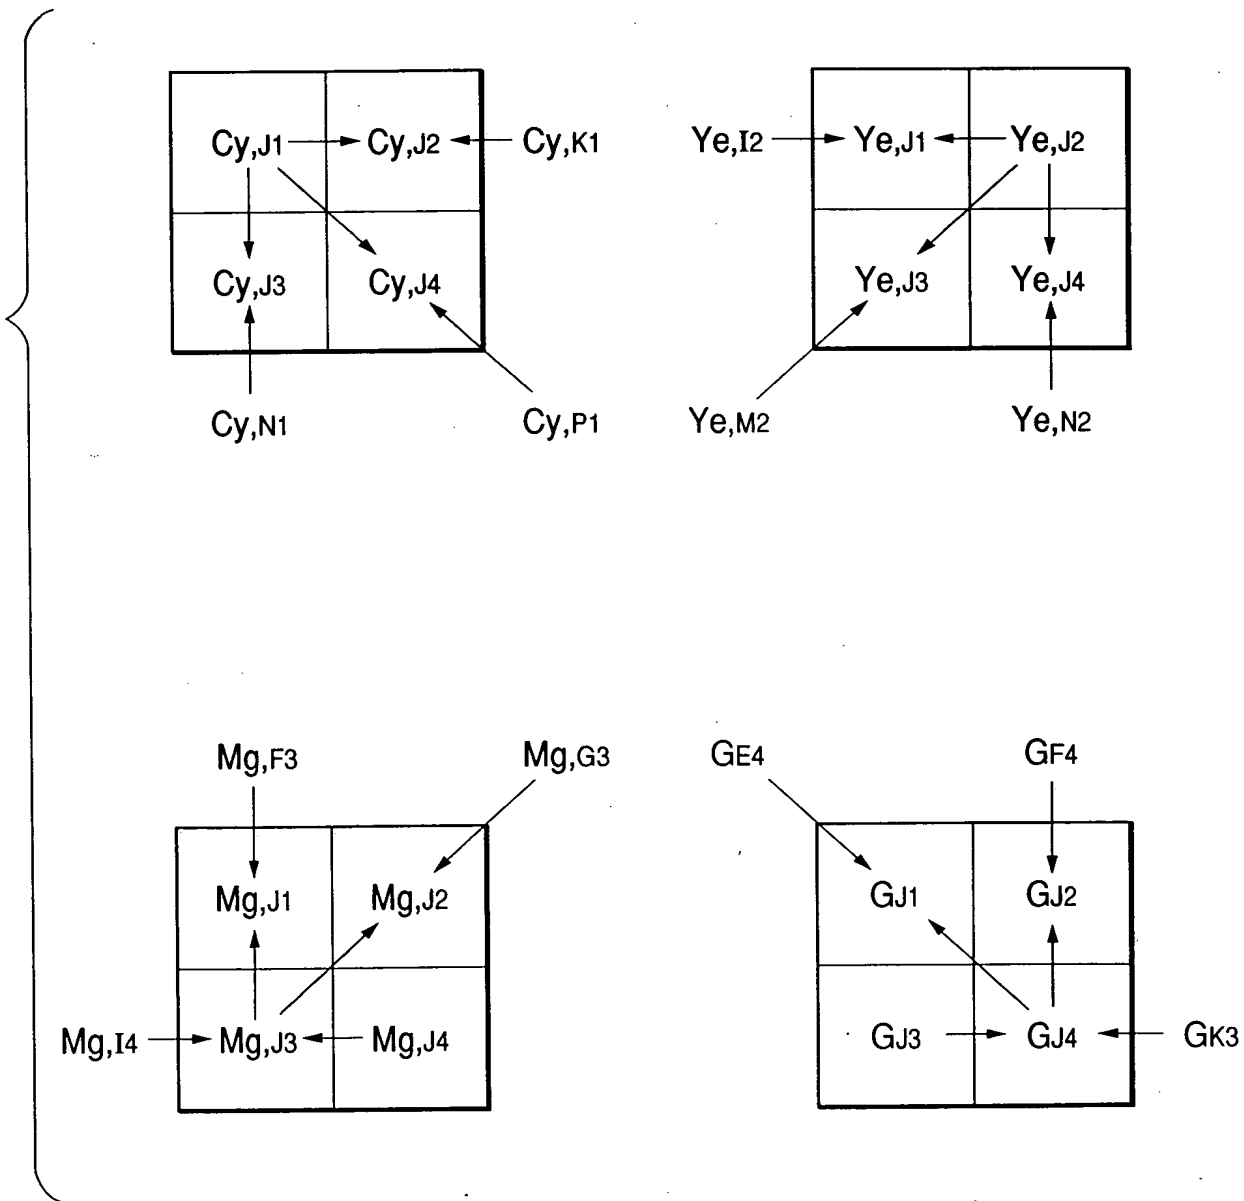 Cy,J1 Cy,J2 Cy,K1
Cy,J3 Cy,J4
Cy,N1 Cy,P1
Ye,I2 Ye,J1 Ye,J2
Ye,J3 Ye,J4
Ye,M2 Ye,N2
Mg,F3 Mg,G3
Mg,J1 Mg,J2
Mg,I4 Mg,J3 Mg,J4
GE4 GF4
GJ1 GJ2
GJ3 GJ4 GK3